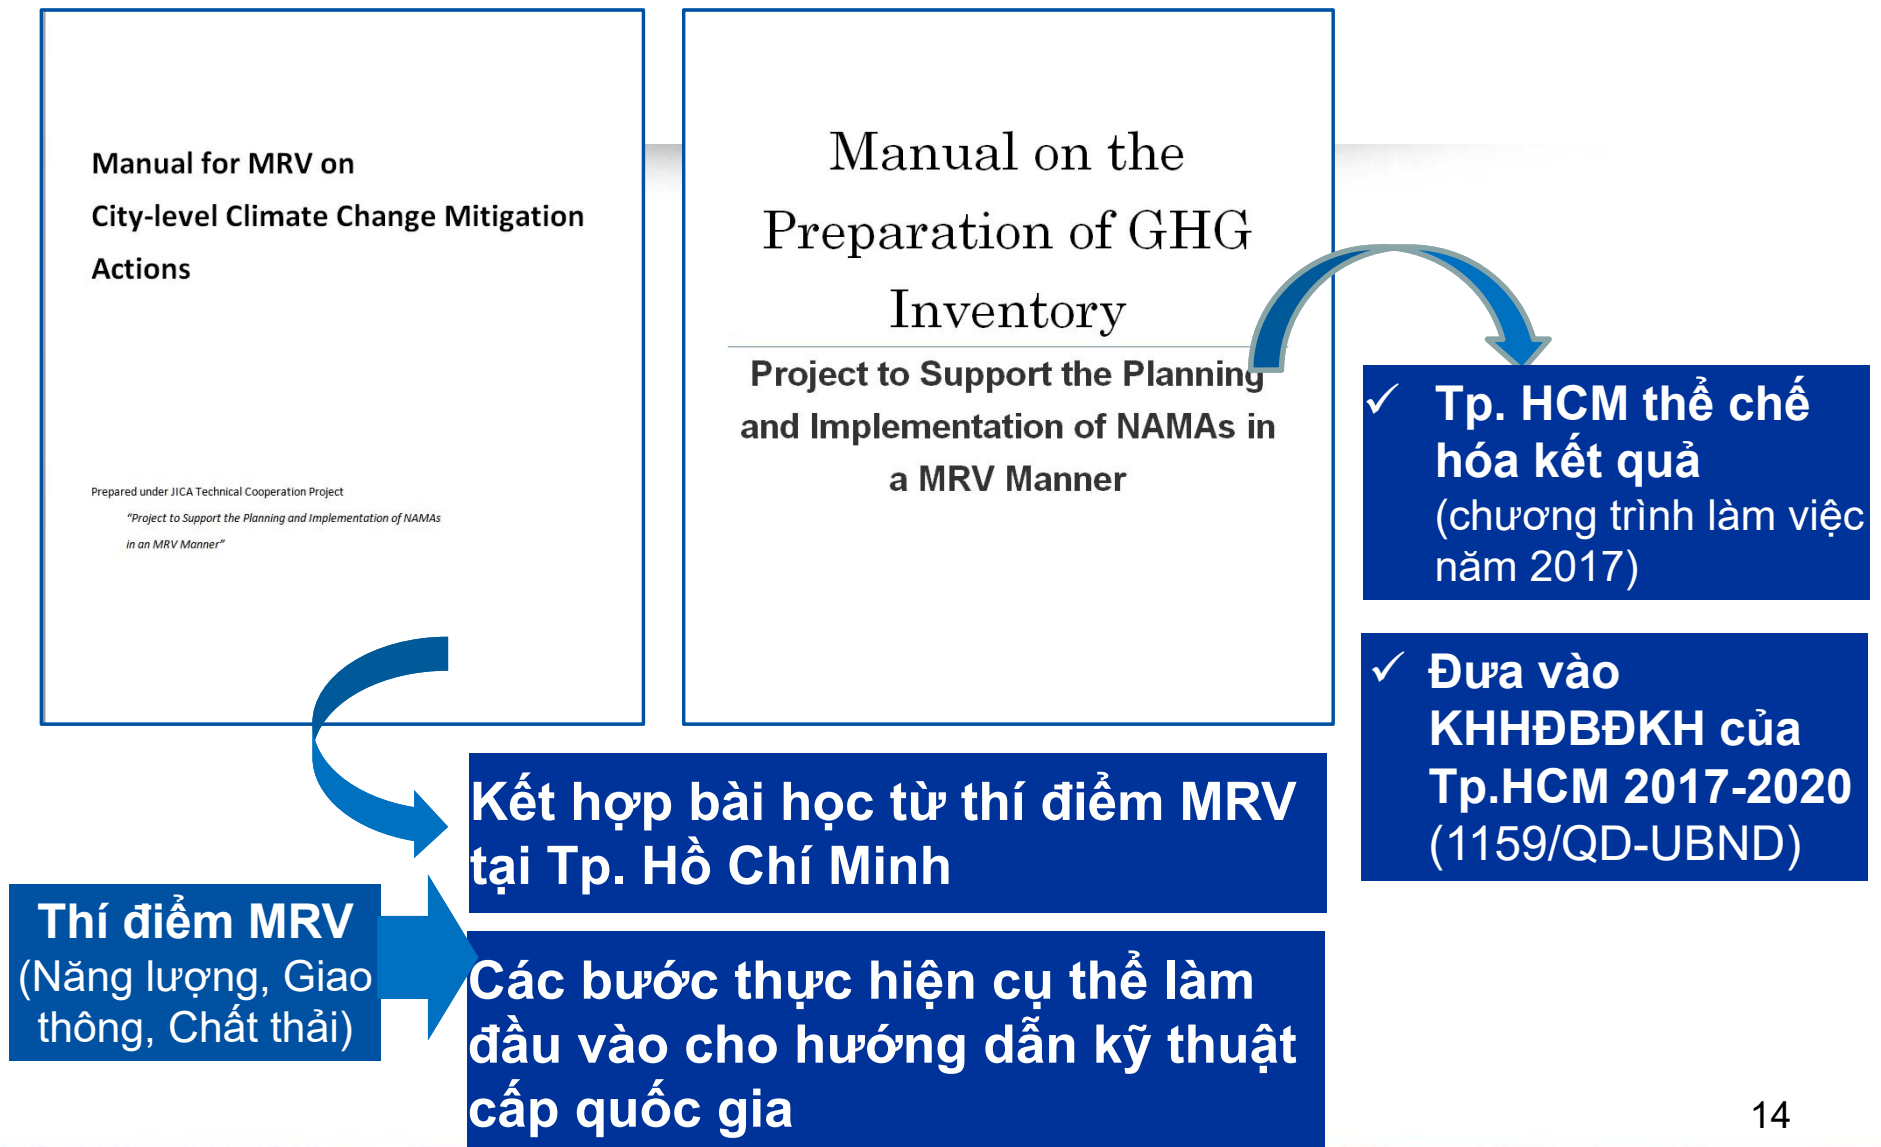 Manual for MRV on
City-level Climate Change Mitigation
Actions
Prepared under JICA Technical Cooperation Project
“Project to Support the Planning and Implementation of NAMAs
in an MRV Manner”
Manual on the
Preparation of GHG
Inventory
Project to Support the Planning
and Implementation of NAMAs in
a MRV Manner
✓ Tp. HCM thể chế
hóa kết quả
(chương trình làm việc
năm 2017)
✓ Đưa vào
KHHĐBĐKH của
Tp.HCM 2017-2020
(1159/QD-UBND)
Kết hợp bài học từ thí điểm MRV
tại Tp. Hồ Chí Minh
Thí điểm MRV
(Năng lượng, Giao
thông, Chất thải)
Các bước thực hiện cụ thể làm
đầu vào cho hướng dẫn kỹ thuật
cấp quốc gia
14